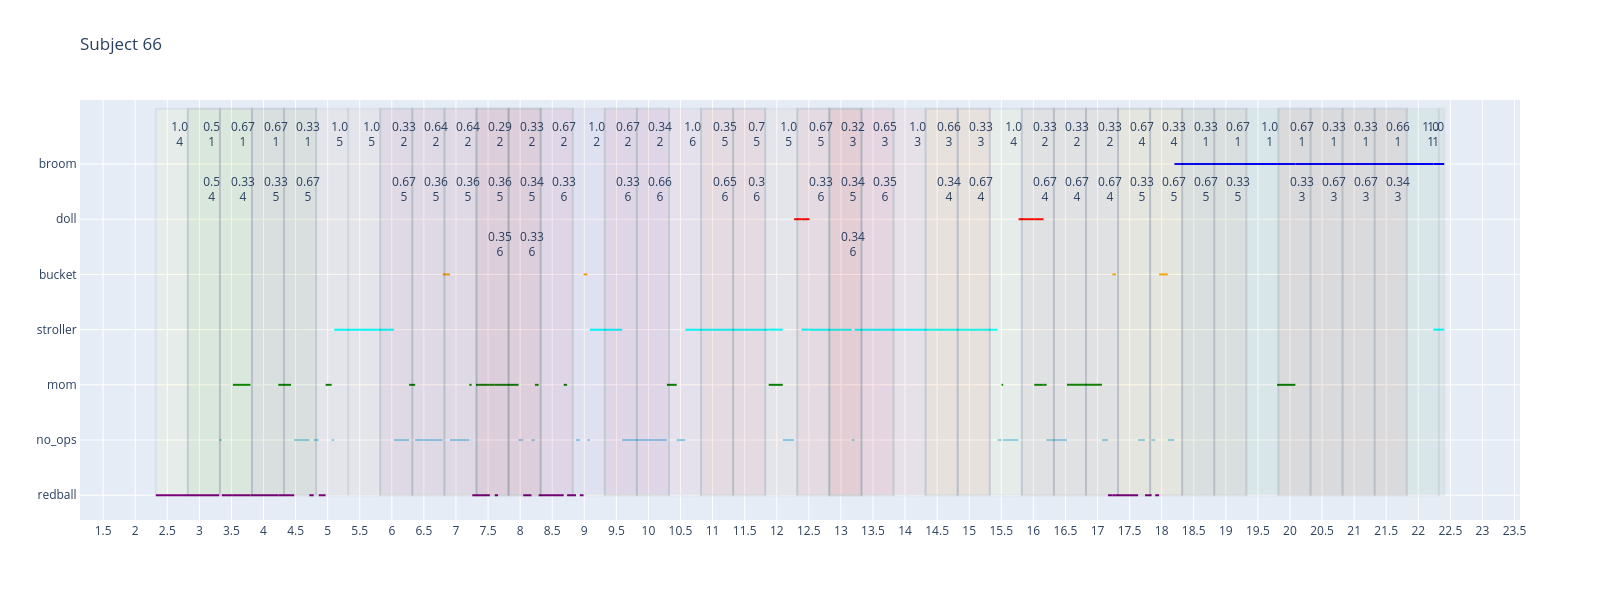 Subject 66
1.0 0.5 0.67 0.67 0.33 1.0 1.0 0.33 0.64 0.64 0.29 0.33 0.67 1.0 0.67 0.34 1.0 0.35 0.7 1.0 0.67 0.32 0.65 1.0 0.66 0.33 1.0 0.33 0.33 0.33 0.67 0.33 0.33 0.67 1.0 0.67 0.33 0.33 0.66
4 1 1 1 1 5 5 2 2 2 2 2 2 2 2 2 6 5 5 5 5 3 3 3 3 3 4 2 2 2 4 4 1 1 1 1 1 1 1
broom
0.5 0.33 0.33 0.67 0.67 0.36 0.36 0.36 0.34 0.33 0.33 0.66 0.65 0.3 0.33 0.34 0.35 0.34 0.67 0.67 0.67 0.67 0.33 0.67 0.67 0.33 0.33 0.67 0.67 0.34
4 4 5 5 5 5 5 5 5 6 6 6 6 6 6 5 6 4 4 4 4 4 5 5 5 5 3 3 3 3
doll
0.35 0.33 0.34
6 6 6
bucket
stroller
mom
no_ops
redball
1.5 2 2.5 3 3.5 4 4.5 5 5.5 6 6.5 7 7.5 8 8.5 9 9.5 10 10.5 11 11.5 12 12.5 13 13.5 14 14.5 15 15.5 16 16.5 17 17.5 18 18.5 19 19.5 20 20.5 21 21.5 22 22.5 23 23.5